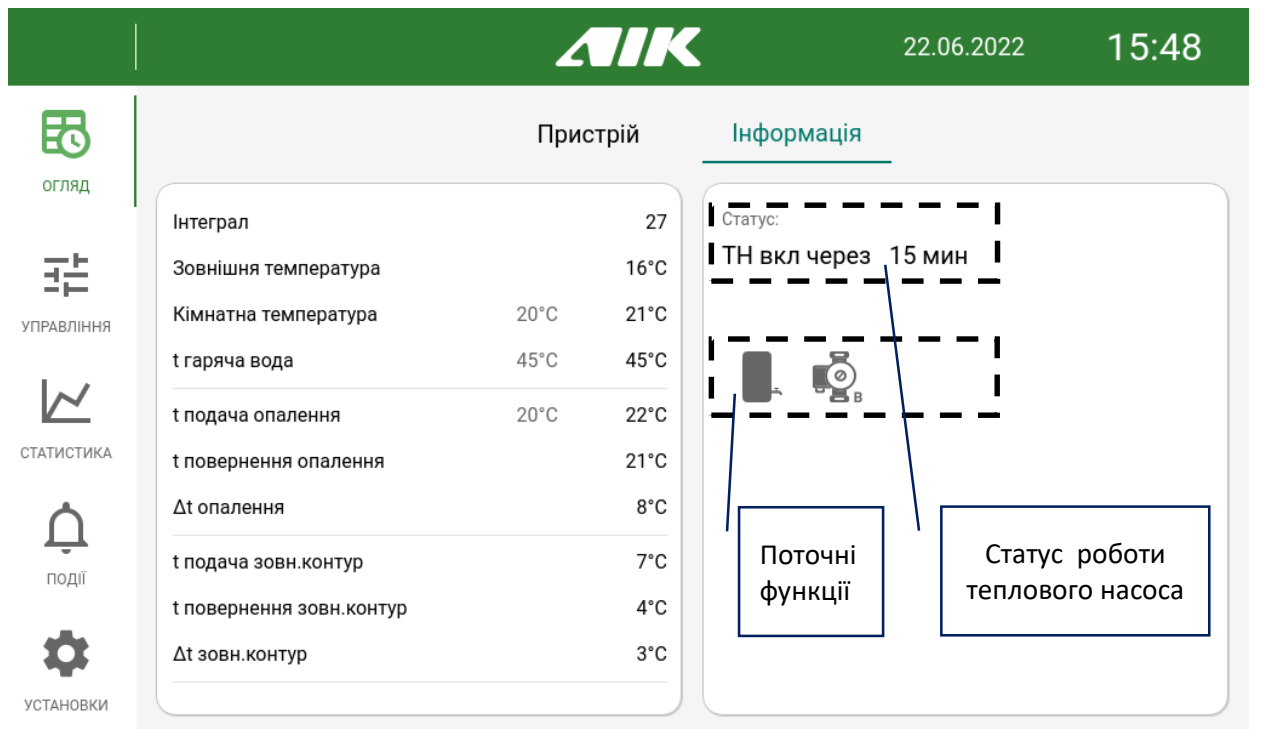 AIK 22.06.2022 15:48
Пристрій Інформація
ОГЛЯД
УПРАВЛІННЯ
СТАТИСТИКА
ПОДІЇ
УСТАНОВКИ
Інтеграл 27
Зовнішня температура 16°C
Кімнатна температура 20°C 21°C
t гаряча вода 45°C 45°C
t подача опалення 20°C 22°C
t повернення опалення 21°C
Δt опалення 8°C
t подача зовн.контур 7°C
t повернення зовн.контур 4°C
Δt зовн.контур 3°C
Статус:
ТН вкл через 15 мин
В
Поточні
функції
Статус роботи
теплового насоса